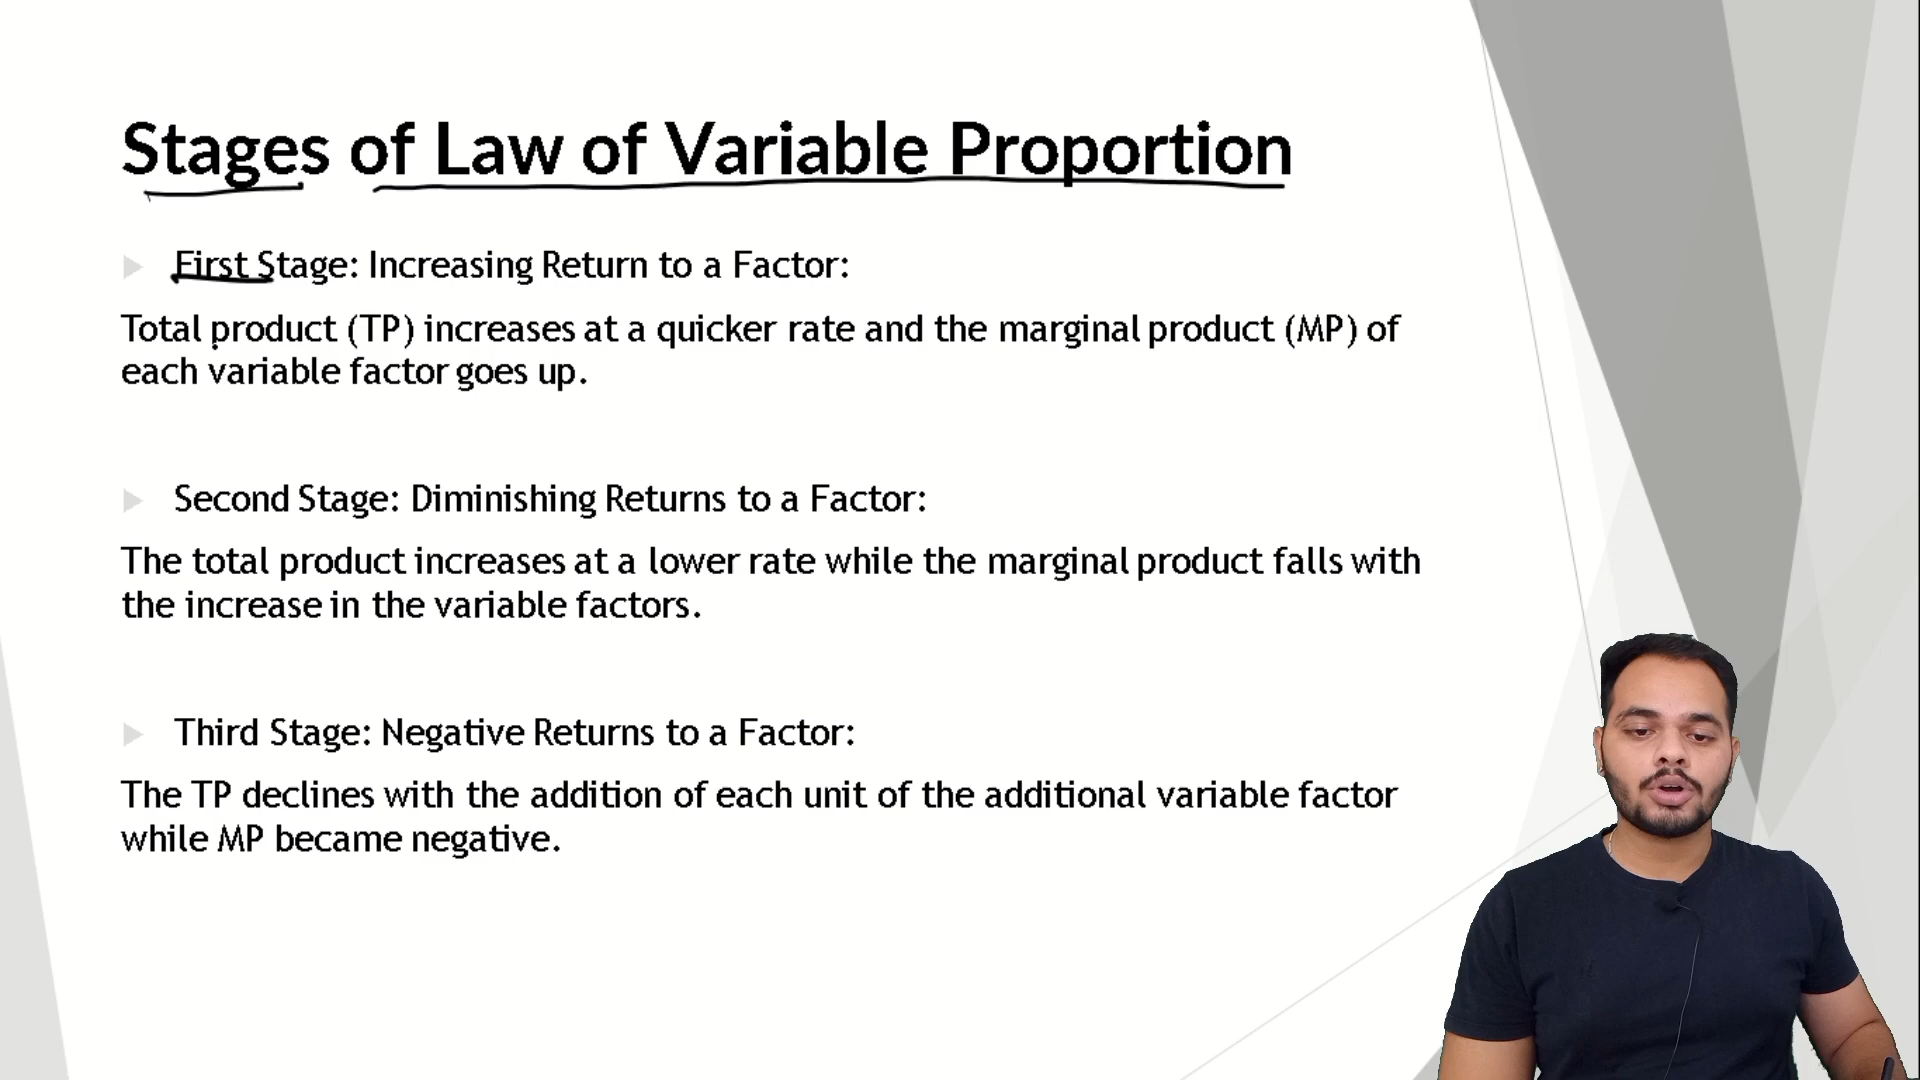 Stages of Law of Variable Proportion
First Stage: Increasing Return to a Factor:
Total product (TP) increases at a quicker rate and the marginal product (MP) of
each variable factor goes up.
Second Stage: Diminishing Returns to a Factor:
The total product increases at a lower rate while the marginal product falls with
the increase in the variable factors.
Third Stage: Negative Returns to a Factor:
The TP declines with the addition of each unit of the additional variable factor
while MP became negative.